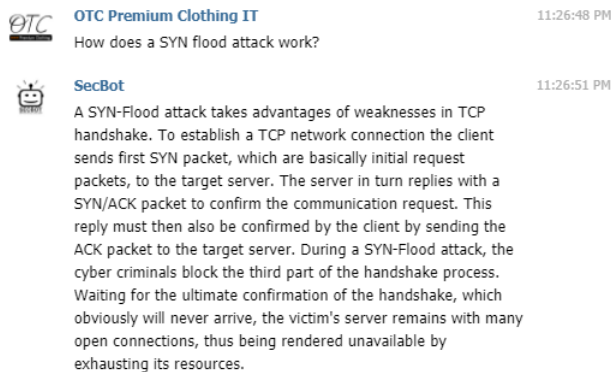 OTC
OTC Premium Clothing IT
11:26:48 PM
How does a SYN flood attack work?
SecBot
11:26:51 PM
SECBOT
A SYN-Flood attack takes advantages of weaknesses in TCP
handshake. To establish a TCP network connection the client
sends first SYN packet, which are basically initial request
packets, to the target server. The server in turn replies with a
SYN/ACK packet to confirm the communication request. This
reply must then also be confirmed by the client by sending the
ACK packet to the target server. During a SYN-Flood attack, the
cyber criminals block the third part of the handshake process.
Waiting for the ultimate confirmation of the handshake, which
obviously will never arrive, the victim's server remains with many
open connections, thus being rendered unavailable by
exhausting its resources.